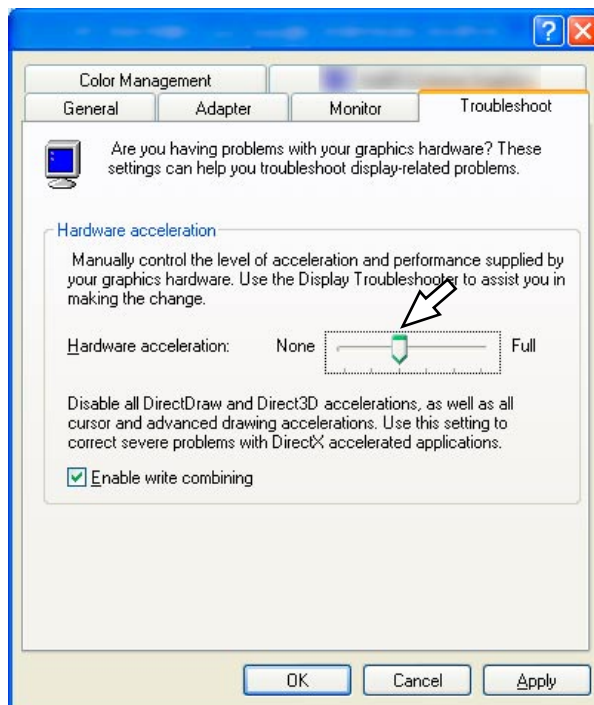 ?
Color Management
General Adapter Monitor Troubleshoot
Are you having problems with your graphics hardware? These
settings can help you troubleshoot display-related problems.
Hardware acceleration
Manually control the level of acceleration and performance supplied by
your graphics hardware. Use the Display Troubleshooter to assist you in
making the change.
Hardware acceleration: None Full
Disable all DirectDraw and Direct3D accelerations, as well as all
cursor and advanced drawing accelerations. Use this setting to
correct severe problems with DirectX accelerated applications.
Enable write combining
OK Cancel Apply